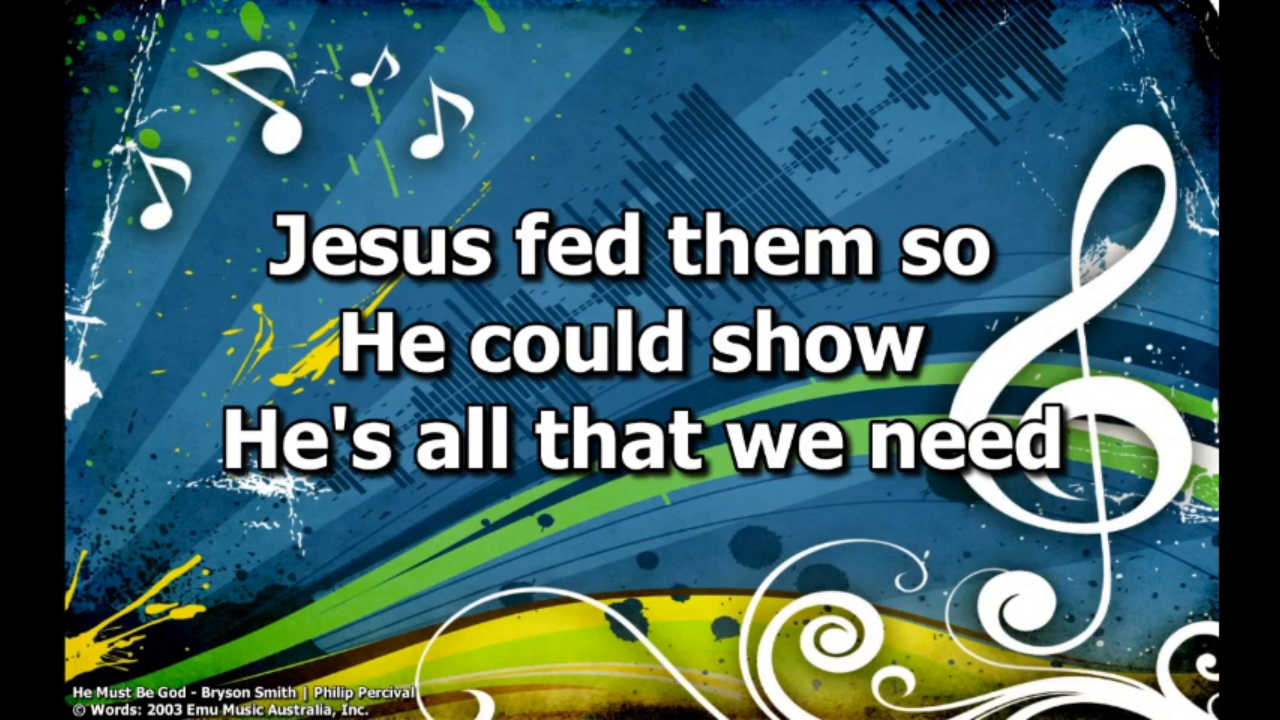 Jesus fed them so
He could show
He's all that we need
He Must Be God - Bryson Smith | Philip Percival
© Words: 2003 Emu Music Australia, Inc.